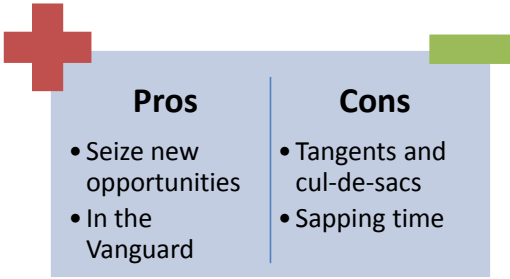 Pros
• Seize new
opportunities
• In the
Vanguard
Cons
• Tangents and
cul-de-sacs
• Sapping time